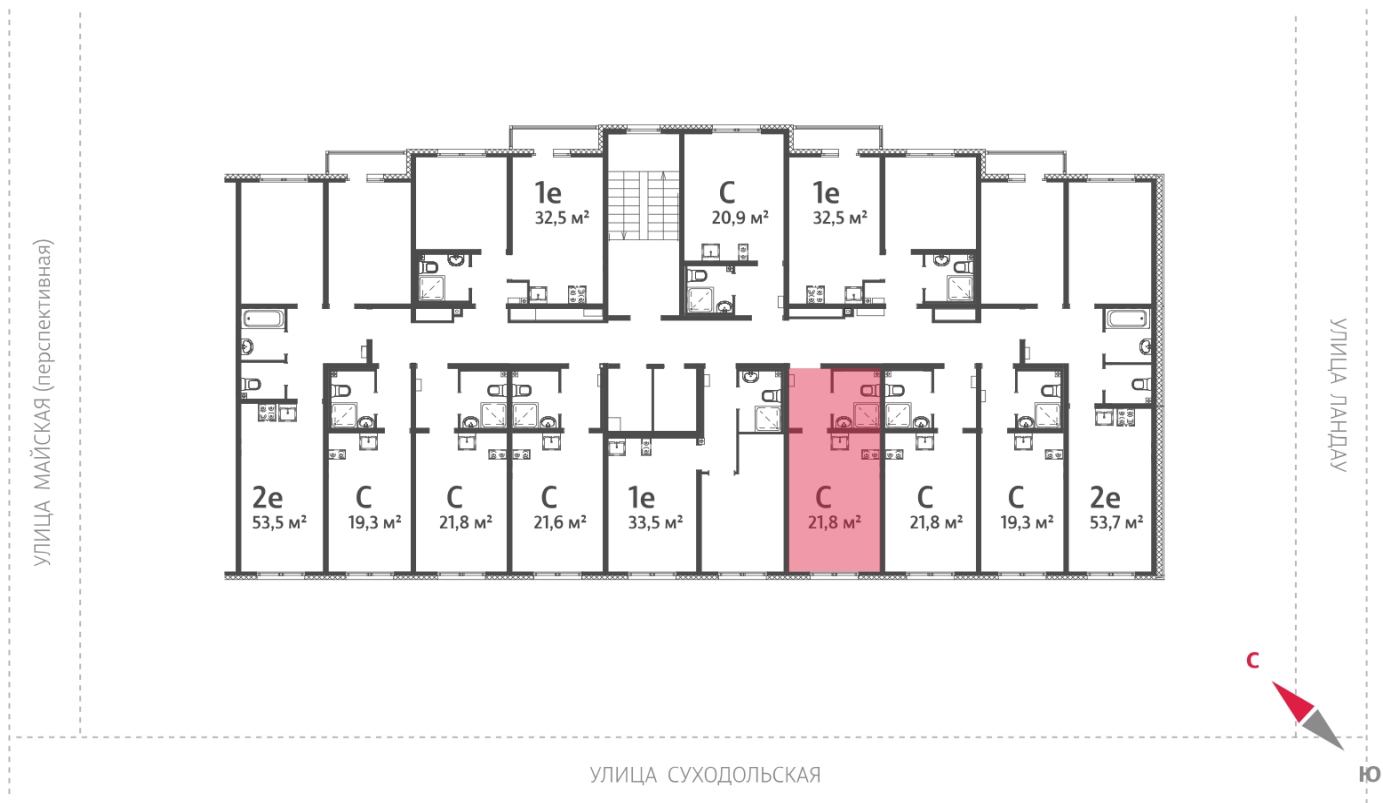 1е
32,5 м²
С
20,9 м²
1е
32,5 м²
УЛИЦА МАЙСКАЯ (перспективная)
УЛИЦА ЛАНДАУ
2е
53,5 м²
С
19,3 м²
С
21,8 м²
С
21,6 м²
1е
33,5 м²
С
21,8 м²
С
21,8 м²
С
19,3 м²
2е
53,7 м²
С
Ю
УЛИЦА СУХОДОЛЬСКАЯ